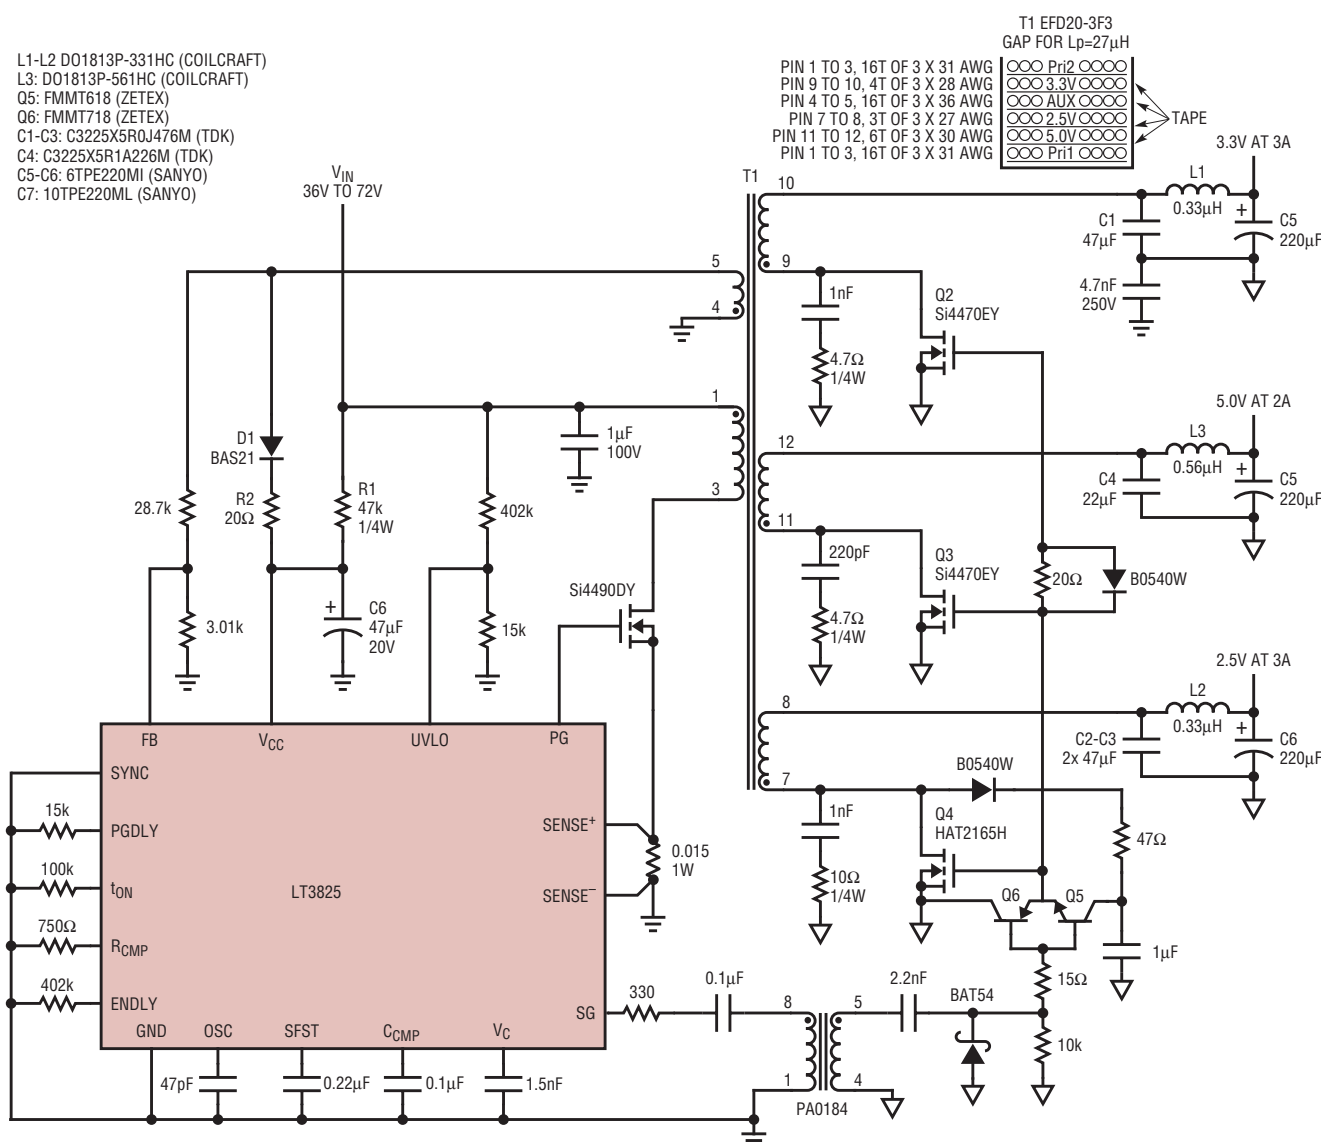 L1-L2 DO1813P-331HC (COILCRAFT)
L3: DO1813P-561HC (COILCRAFT)
Q5: FMMT618 (ZETEX)
Q6: FMMT718 (ZETEX)
C1-C3: C3225X5R0J476M (TDK)
C4: C3225X5R1A226M (TDK)
C5-C6: 6TPE220MI (SANYO)
C7: 10TPE220ML (SANYO)
T1 EFD20-3F3
GAP FOR Lp=27µH
PIN 1 TO 3, 16T OF 3 X 31 AWG Pri2
PIN 9 TO 10, 4T OF 3 X 28 AWG 3.3V
PIN 4 TO 5, 16T OF 3 X 36 AWG AUX
PIN 7 TO 8, 3T OF 3 X 27 AWG 2.5V
PIN 11 TO 12, 6T OF 3 X 30 AWG 5.0V
PIN 1 TO 3, 16T OF 3 X 31 AWG Pri1
TAPE
VIN
36V TO 72V
T1
10
9
5
4
1
3
12
11
8
7
3.3V AT 3A
L1
0.33µH
C1
47µF
+
C5
220µF
4.7nF
250V
1nF
4.7Ω
1/4W
Q2
Si4470EY
5.0V AT 2A
L3
0.56µH
C4
22µF
+
C5
220µF
220pF
4.7Ω
1/4W
Q3
Si4470EY
20Ω
B0540W
2.5V AT 3A
L2
0.33µH
C2-C3
2x 47µF
+
C6
220µF
1nF
10Ω
1/4W
B0540W
Q4
HAT2165H
47Ω
Q6
Q5
1µF
15Ω
10k
BAT54
2.2nF
5
4
8
1
PA0184
0.1µF
330
D1
BAS21
R2
20Ω
28.7k
3.01k
R1
47k
1/4W
+
C6
47µF
20V
402k
15k
1µF
100V
Si4490DY
0.015
1W
FB
VCC
UVLO
PG
SYNC
PGDLY
tON
RCMP
ENDLY
LT3825
SENSE+
SENSE–
SG
GND
OSC
SFST
CCMP
VC
15k
100k
750Ω
402k
47pF
0.22µF
0.1µF
1.5nF